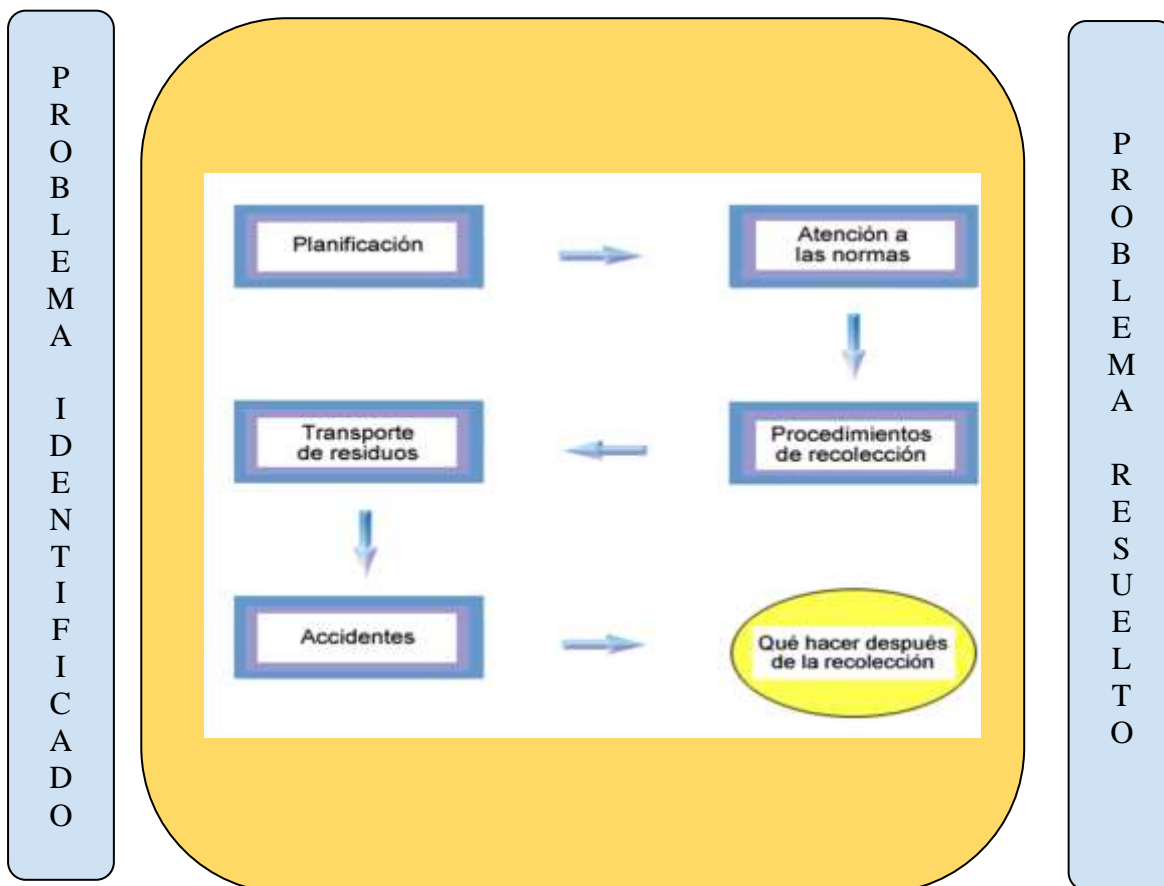 PROBLEMA IDENTIFICADO
Planificación
Atención a
las normas
Transporte
de residuos
Procedimientos
de recolección
Accidentes
Qué hacer después
de la recolección
PROBLEMA RESUELTO